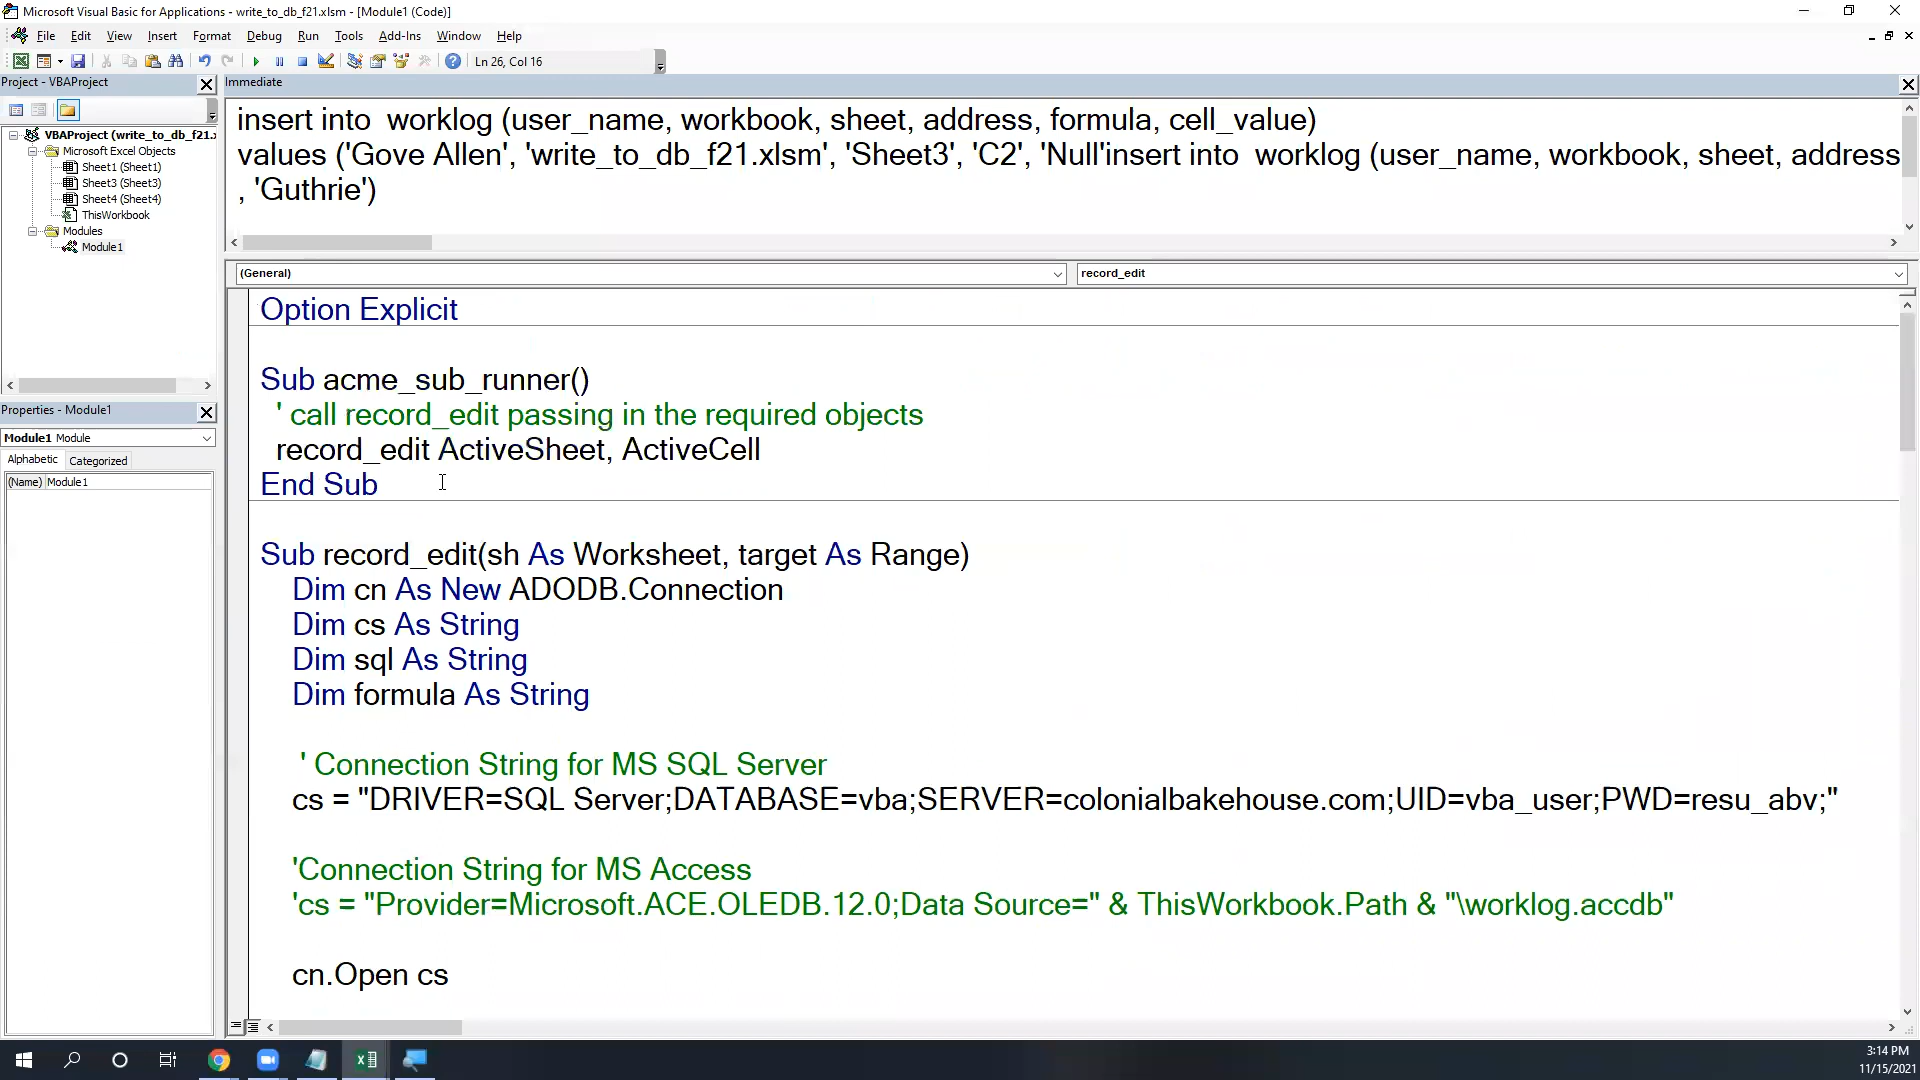 Microsoft Visual Basic for Applications - write_to_db_f21.xlsm - [Module1 (Code)]
File Edit View Insert Format Debug Run Tools Add-Ins Window Help
Ln 26, Col 16
Project - VBAProject
VBAProject (write_to_db_f21.x
Microsoft Excel Objects
Sheet1 (Sheet1)
Sheet3 (Sheet3)
Sheet4 (Sheet4)
ThisWorkbook
Modules
Module1
Properties - Module1
Module1 Module
Alphabetic Categorized
(Name) Module1
Immediate
insert into  worklog (user_name, workbook, sheet, address, formula, cell_value)
values ('Gove Allen', 'write_to_db_f21.xlsm', 'Sheet3', 'C2', 'Null'insert into  worklog (user_name, workbook, sheet, address
, 'Guthrie')
(General) record_edit
Option Explicit
Sub acme_sub_runner()
' call record_edit passing in the required objects
record_edit ActiveSheet, ActiveCell
End Sub
Sub record_edit(sh As Worksheet, target As Range)
Dim cn As New ADODB.Connection
Dim cs As String
Dim sql As String
Dim formula As String
' Connection String for MS SQL Server
cs = "DRIVER=SQL Server;DATABASE=vba;SERVER=colonialbakehouse.com;UID=vba_user;PWD=resu_abv;"
'Connection String for MS Access
'cs = "Provider=Microsoft.ACE.OLEDB.12.0;Data Source=" & ThisWorkbook.Path & "\worklog.accdb"
cn.Open cs
3:14 PM
11/15/2021